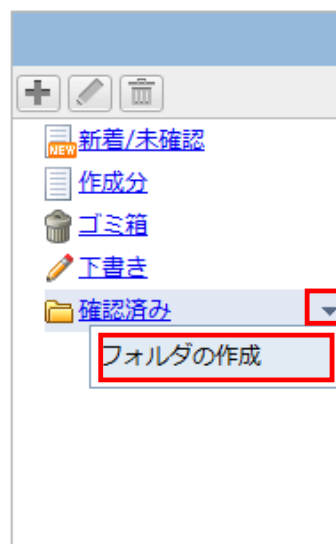 NEW
新着/未確認
作成分
ゴミ箱
下書き
確認済み
フォルダの作成